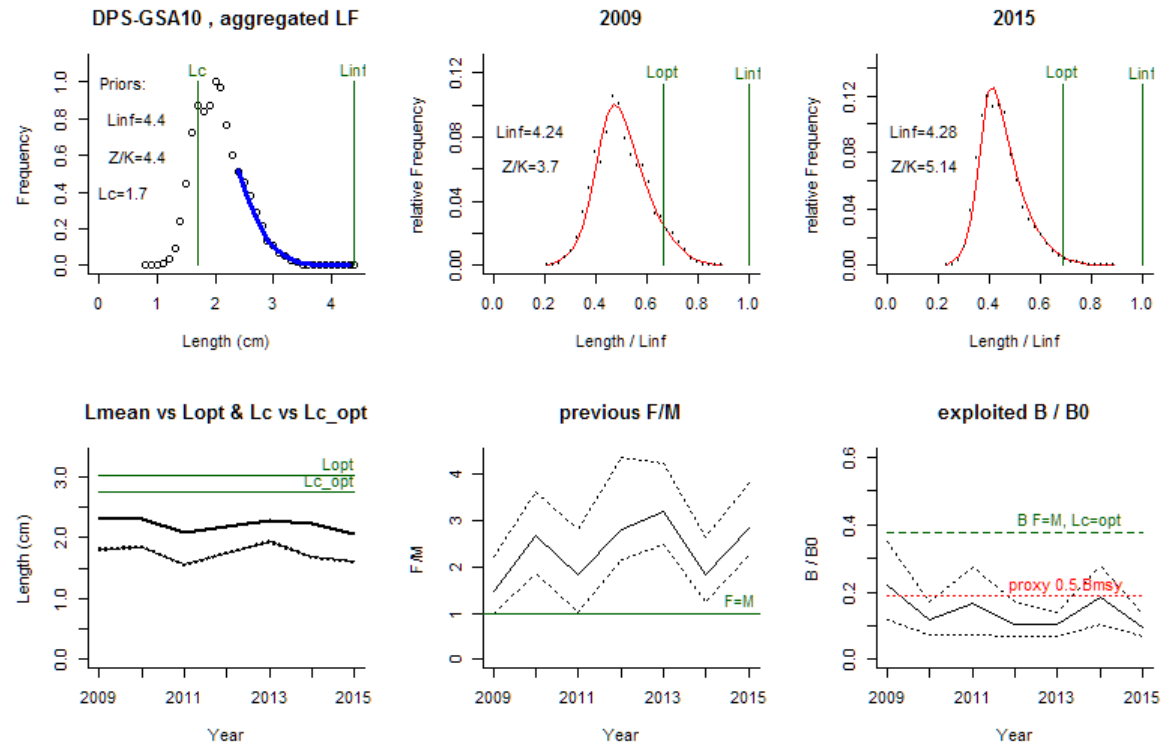 DPS-GSA10 , aggregated LF
Frequency
0.0 0.2 0.4 0.6 0.8 1.0
Priors:
Linf=4.4
Z/K=4.4
Lc=1.7
Lc
Linf
0 1 2 3 4
Length (cm)
2009
relative Frequency
0.00 0.04 0.08 0.12
Linf=4.24
Z/K=3.7
Lopt
Linf
0.0 0.2 0.4 0.6 0.8 1.0
Length / Linf
2015
relative Frequency
0.00 0.04 0.08 0.12
Linf=4.28
Z/K=5.14
Lopt
Linf
0.0 0.2 0.4 0.6 0.8 1.0
Length / Linf
Lmean vs Lopt & Lc vs Lc_opt
Length (cm)
0.0 1.0 2.0 3.0
Lopt
Lc_opt
2009 2011 2013 2015
Year
previous F/M
F/M
0 1 2 3 4
F=M
2009 2011 2013 2015
Year
exploited B / B0
B / B0
0.0 0.2 0.4 0.6
B F=M, Lc=opt
proxy 0.5 Bmsy
2009 2011 2013 2015
Year